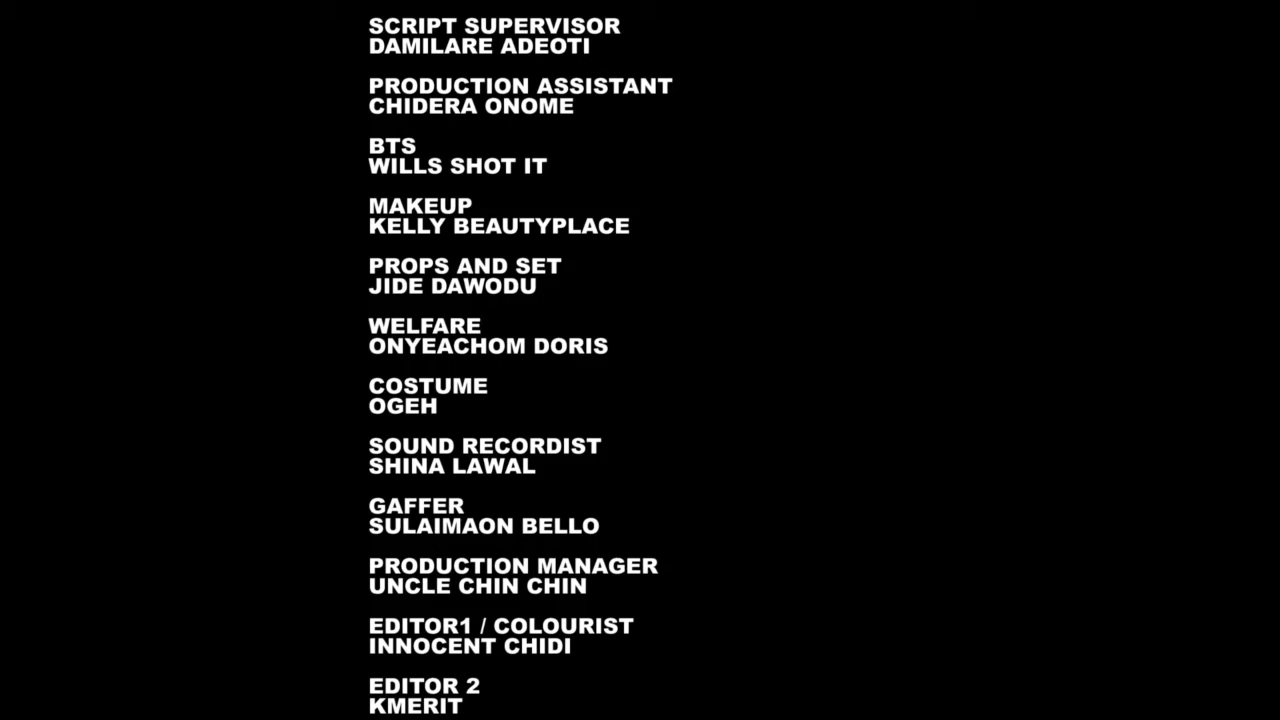 SCRIPT SUPERVISOR
DAMILARE ADEOTI
PRODUCTION ASSISTANT
CHIDERA ONOME
BTS
WILLS SHOT IT
MAKEUP
KELLY BEAUTYPLACE
PROPS AND SET
JIDE DAWODU
WELFARE
ONYEACHOM DORIS
COSTUME
OGEH
SOUND RECORDIST
SHINA LAWAL
GAFFER
SULAIMAON BELLO
PRODUCTION MANAGER
UNCLE CHIN CHIN
EDITOR1 / COLOURIST
INNOCENT CHIDI
EDITOR 2
KMERIT